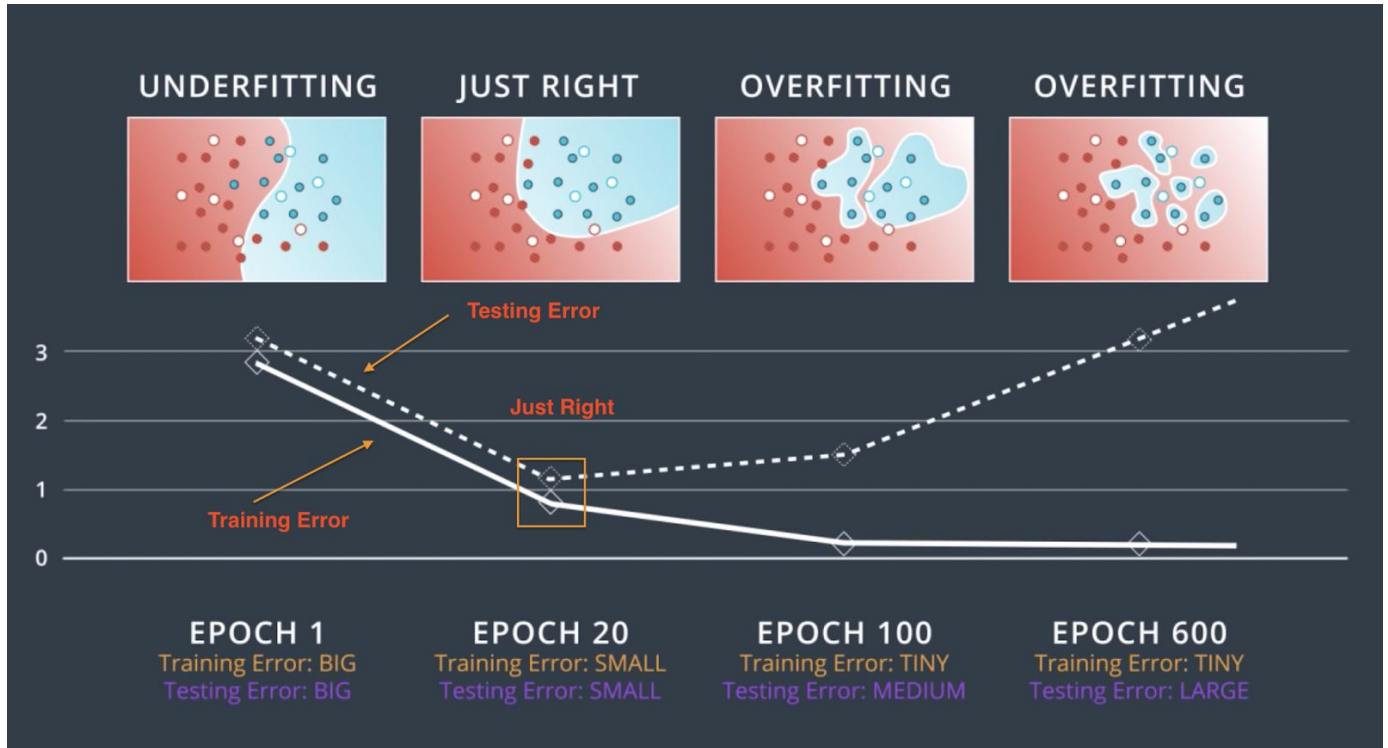 UNDERFITTING
JUST RIGHT
OVERFITTING
OVERFITTING
Testing Error
3
2
Just Right
1
Training Error
0
EPOCH 1
Training Error: BIG
Testing Error: BIG
EPOCH 20
Training Error: SMALL
Testing Error: SMALL
EPOCH 100
Training Error: TINY
Testing Error: MEDIUM
EPOCH 600
Training Error: TINY
Testing Error: LARGE